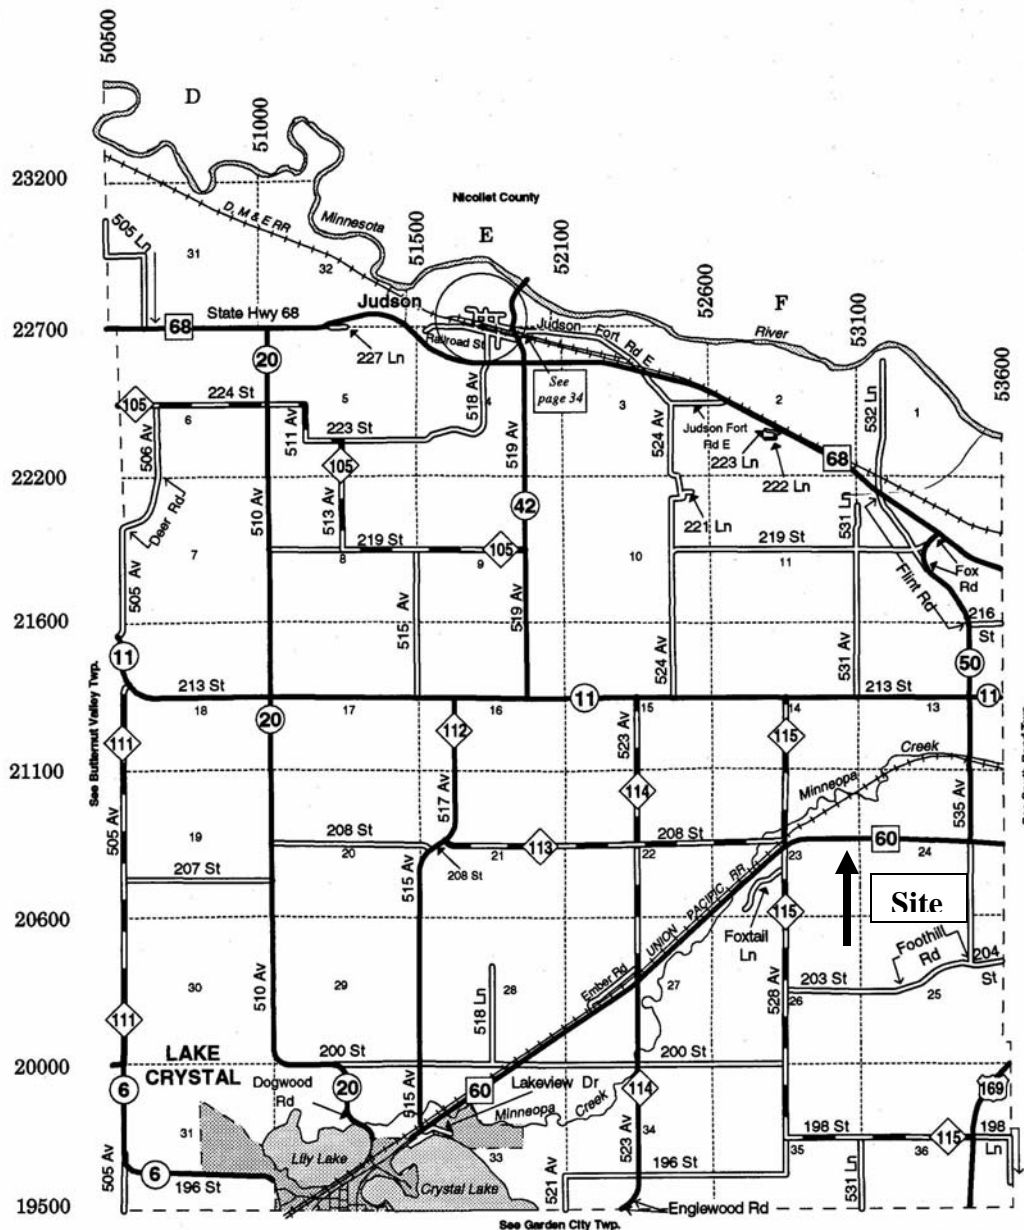 50500
D
51000
23200
Nicollet County
D, M & E RR
Minnesota
51500
E
52100
505 Ln
31
32
52600
F
53100
Judson
State Hwy 68
22700
68
Judson Fort Rd E
River
Railroad St
20
227 Ln
See
page 34
53600
224 St
105
5
518 Av
4
3
2
532 Ln
1
6
511 Av
223 St
Judson Fort
Rd E
506 Av
105
519 Av
524 Av
223 Ln
68
22200
222 Ln
Deer Rd
510 Av
513 Av
42
221 Ln
531 Ln
219 St
105
219 St
7
8
9
10
11
Fox
Rd
505 Av
515 Av
519 Av
Flint Rd
216
St
21600
11
524 Av
531 Av
50
213 St
11
213 St
11
18
17
16
15
14
13
See Butternut Valley Twp.
111
20
112
523 Av
115
Creek
21100
517 Av
114
Minneopa
535 Av
505 Av
19
208 St
20
21
113
208 St
22
23
60
24
207 St
515 Av
208 St
UNION PACIFIC RR
115
Site
20600
Foxtail
Ln
Foothill
Rd
204
St
510 Av
Ember Rd
203 St
30
29
28
27
528 Av
26
25
518 Ln
111
20000
LAKE
CRYSTAL
200 St
200 St
Dogwood
Rd
20
515 Av
60
Lakeview Dr
114
169
6
Minneopa Creek
198 St
115
198
Ln
31
33
34
35
36
Lily Lake
523 Av
505 Av
6
196 St
Crystal Lake
521 Av
196 St
531 Ln
19500
Englewood Rd
See Garden City Twp.